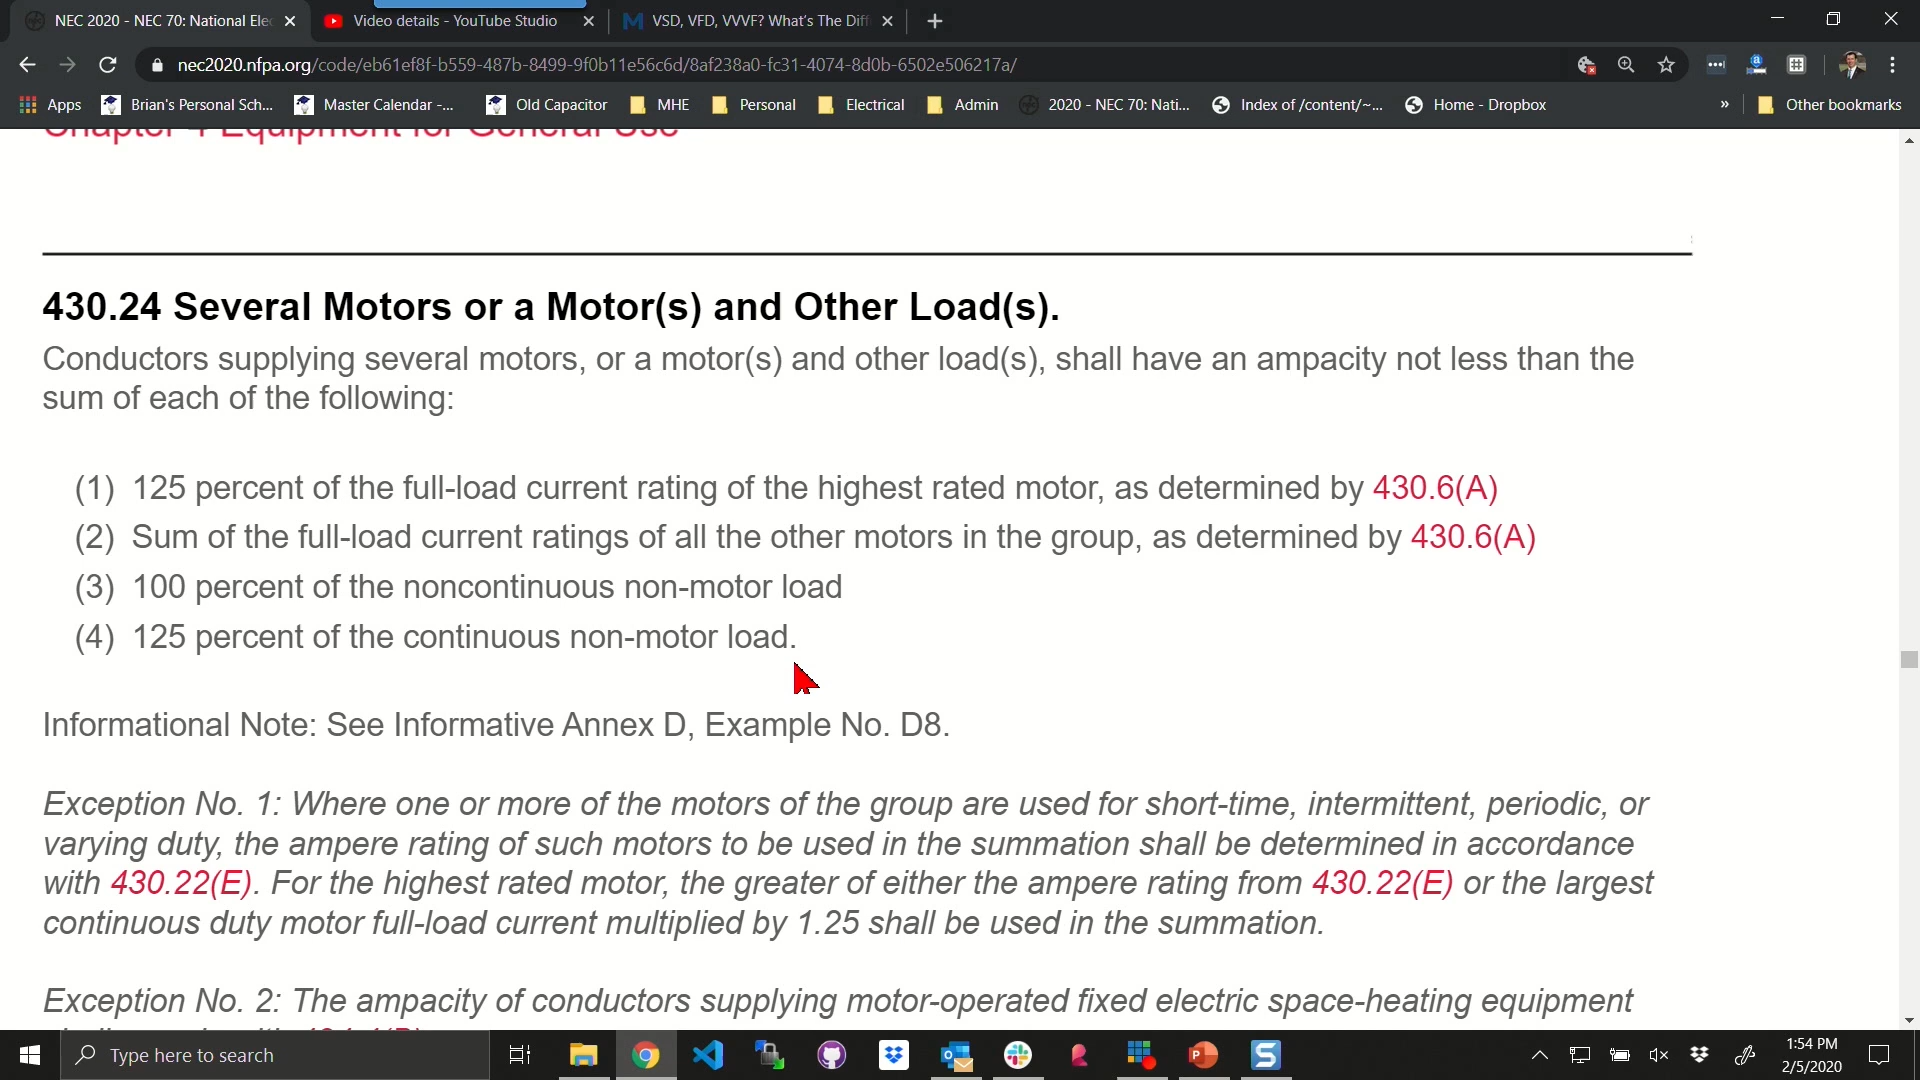 NEC 2020 - NEC 70: National Ele
Video details - YouTube Studio
VSD, VFD, VVVF? What's The Diff
nec2020.nfpa.org/code/eb61ef8f-b559-487b-8499-9f0b11e56c6d/8af238a0-fc31-4074-8d0b-6502e506217a/
Apps
Brian's Personal Sch...
Master Calendar -...
Old Capacitor
MHE
Personal
Electrical
Admin
2020 - NEC 70: Nati...
Index of /content/~...
Home - Dropbox
»
Other bookmarks
Chapter 4 Equipment for General Use
430.24 Several Motors or a Motor(s) and Other Load(s).
Conductors supplying several motors, or a motor(s) and other load(s), shall have an ampacity not less than the
sum of each of the following:
(1) 125 percent of the full-load current rating of the highest rated motor, as determined by 430.6(A)
(2) Sum of the full-load current ratings of all the other motors in the group, as determined by 430.6(A)
(3) 100 percent of the noncontinuous non-motor load
(4) 125 percent of the continuous non-motor load.
Informational Note: See Informative Annex D, Example No. D8.
Exception No. 1: Where one or more of the motors of the group are used for short-time, intermittent, periodic, or
varying duty, the ampere rating of such motors to be used in the summation shall be determined in accordance
with 430.22(E). For the highest rated motor, the greater of either the ampere rating from 430.22(E) or the largest
continuous duty motor full-load current multiplied by 1.25 shall be used in the summation.
Exception No. 2: The ampacity of conductors supplying motor-operated fixed electric space-heating equipment
Type here to search
1:54 PM
2/5/2020